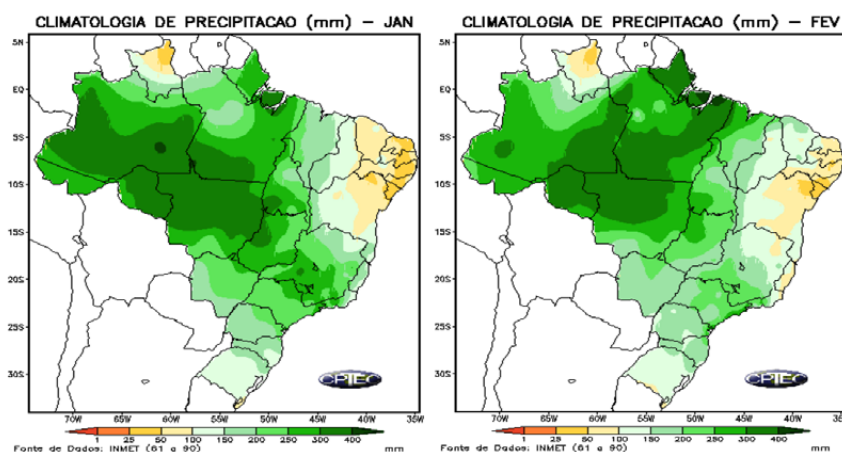 CLIMATOLOGIA DE PRECIPITACAO (mm) – JAN
5N
EQ
5S
10S
15S
20S
25S
30S
CPTEC
70W 65W 60W 55W 50W 45W 40W 35W
1 25 50 100 150 200 250 300 400
mm
Fonte de Dados: INMET (61 a 90)
CLIMATOLOGIA DE PRECIPITACAO (mm) – FEV
5N
EQ
5S
10S
15S
20S
25S
30S
CPTEC
70W 65W 60W 55W 50W 45W 40W 35W
1 25 50 100 150 200 250 300 400
mm
Fonte de Dados: INMET (61 a 90)